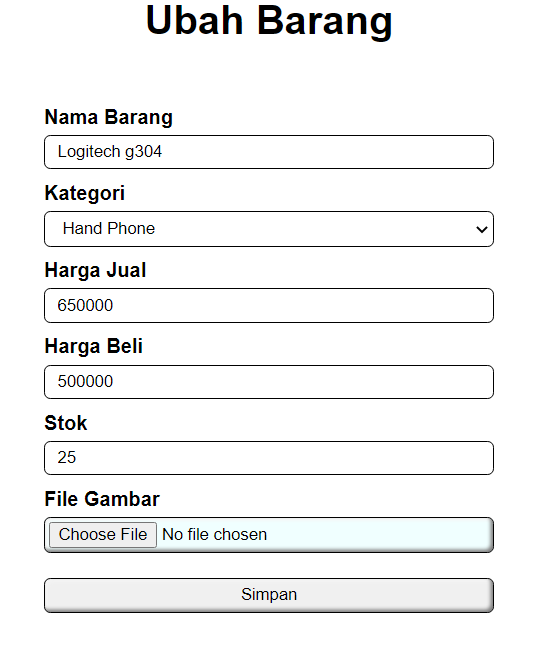 Ubah Barang
Nama Barang
Logitech g304
Kategori
Hand Phone
Harga Jual
650000
Harga Beli
500000
Stok
25
File Gambar
Choose File No file chosen
Simpan